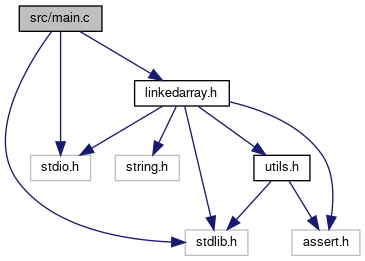 src/main.c
linkedarray.h
stdio.h
string.h
utils.h
stdlib.h
assert.h